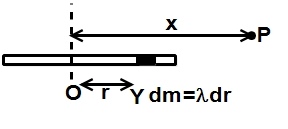 x
P
O r Y dm=λdr